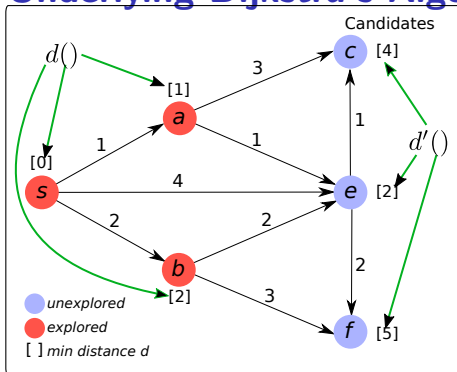 Candidates
d()
c [4]
3
[1]
a
1
1
1
d′()
[0]
s
4
e [2]
2
2
b
[2]
2
3
f [5]
unexplored
explored
[ ] min distance d